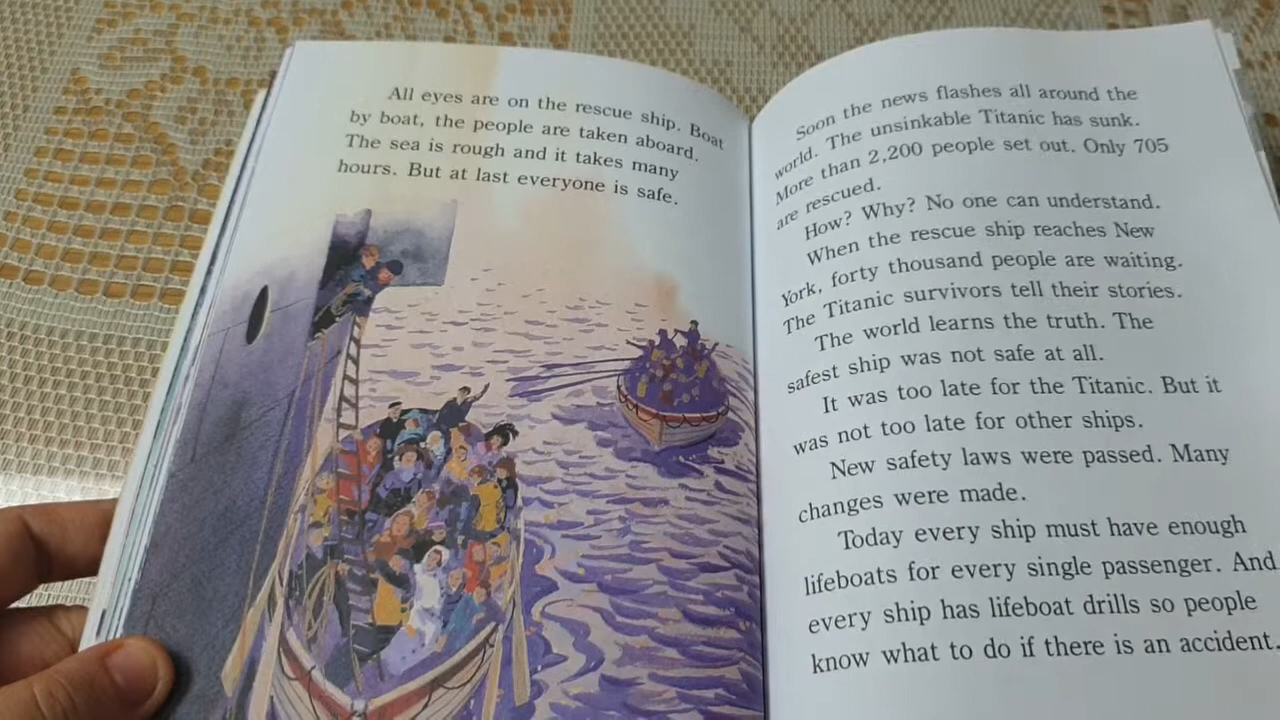 All eyes are on the rescue ship. Boat
by boat, the people are taken aboard.
The sea is rough and it takes many
hours. But at last everyone is safe.
Soon the news flashes all around the
world. The unsinkable Titanic has sunk.
More than 2,200 people set out. Only 705
are rescued.
How? Why? No one can understand.
When the rescue ship reaches New
York, forty thousand people are waiting.
The Titanic survivors tell their stories.
The world learns the truth. The
safest ship was not safe at all.
It was too late for the Titanic. But it
was not too late for other ships.
New safety laws were passed. Many
changes were made.
Today every ship must have enough
lifeboats for every single passenger. And
every ship has lifeboat drills so people
know what to do if there is an accident.